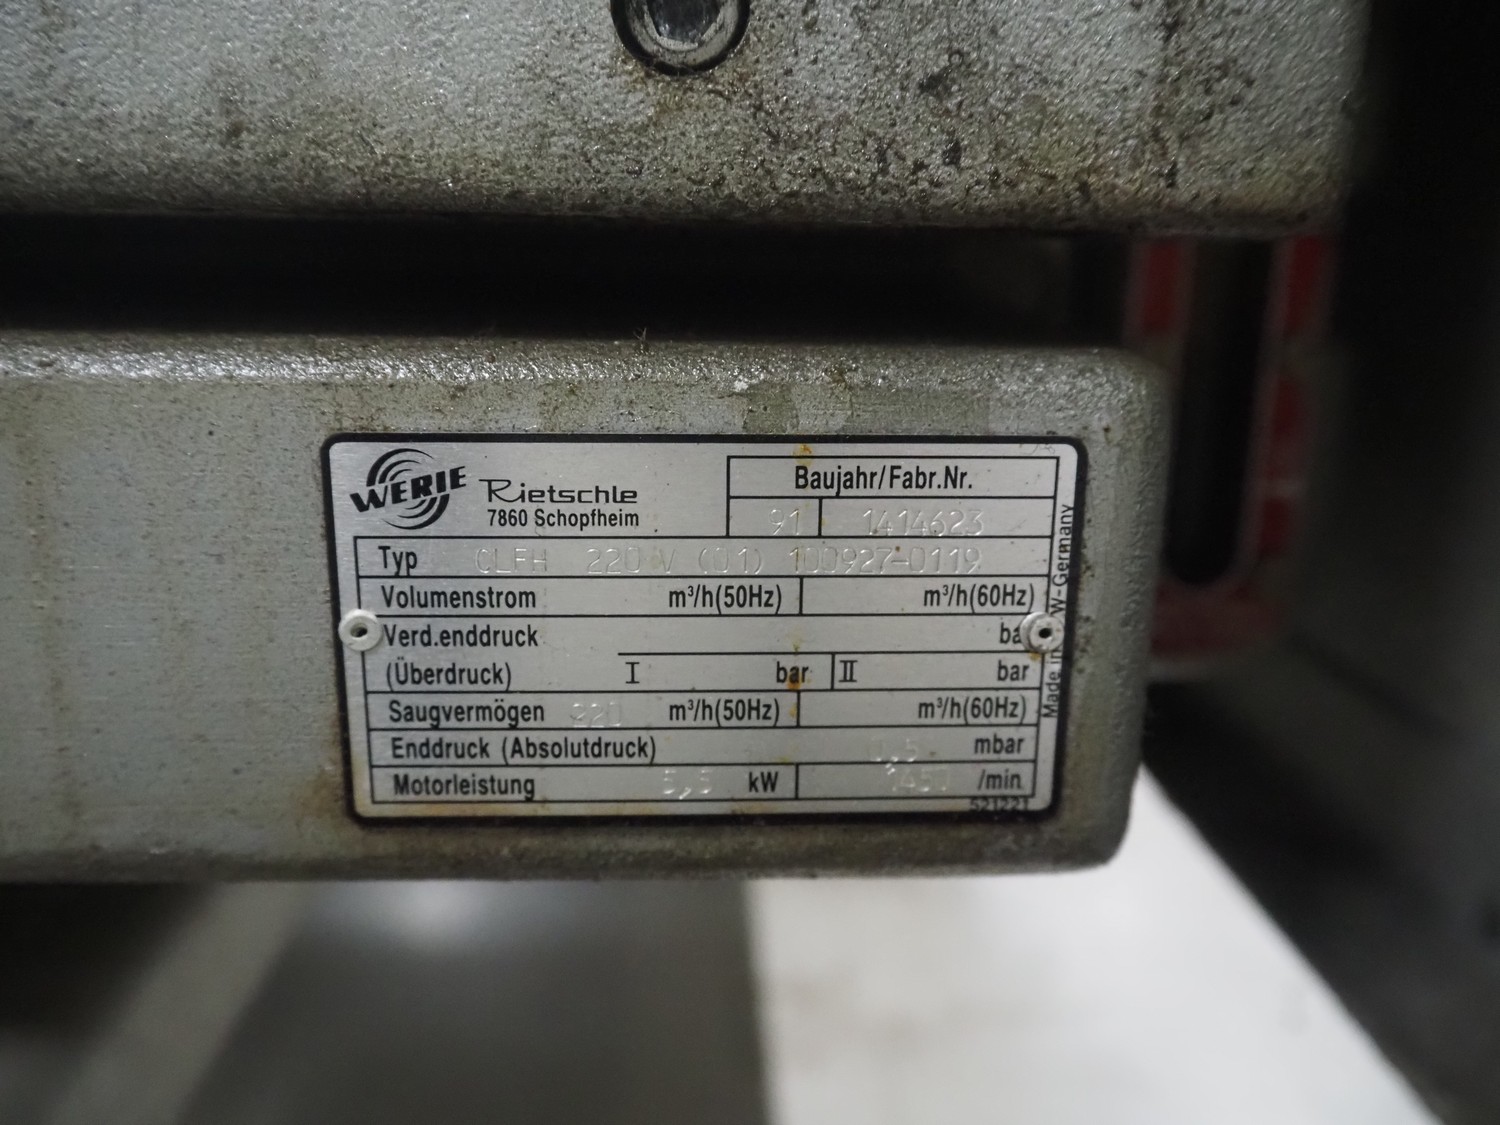 WERIE
Rietschle
7860 Schopfheim
Baujahr/Fabr.Nr.
91 1414623
Typ CLFH 220 V (01) 100927-0119
Volumenstrom m³/h(50Hz) m³/h(60Hz)
Verd.enddruck
(Überdruck) I bar II bar
Saugvermögen 220 m³/h(50Hz) m³/h(60Hz)
Enddruck (Absolutdruck) 0,5 mbar
Motorleistung 5,5 kW 1450 /min
521221
Made in W-Germany